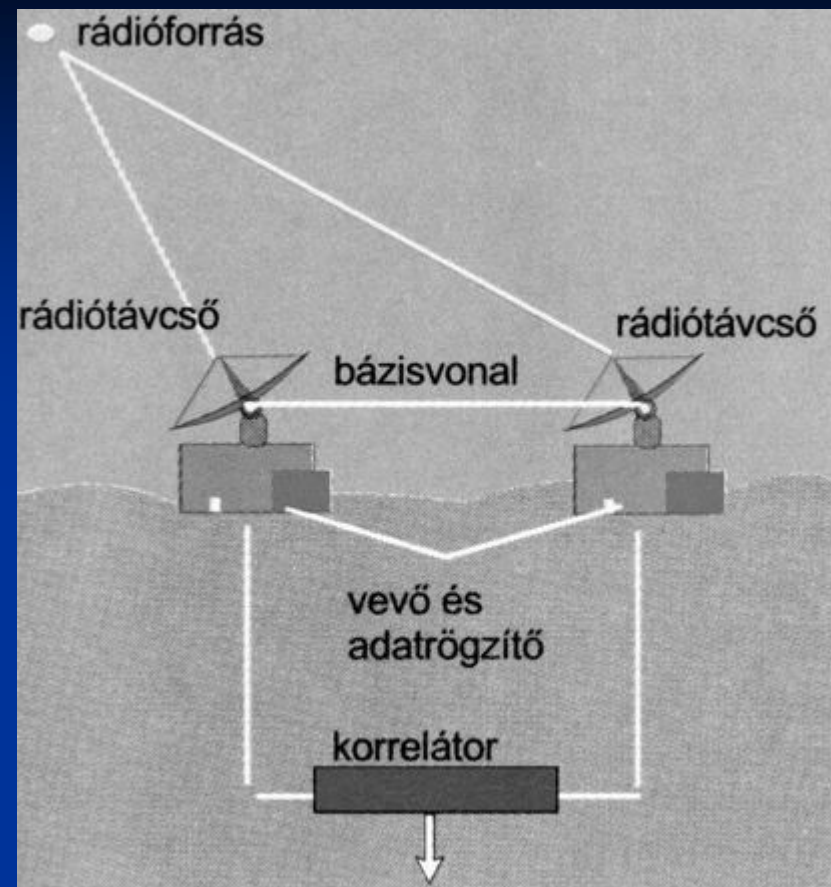 rádióforrás
rádiótávcső
rádiótávcső
bázisvonal
vevő és
adatrögzítő
korrelátor